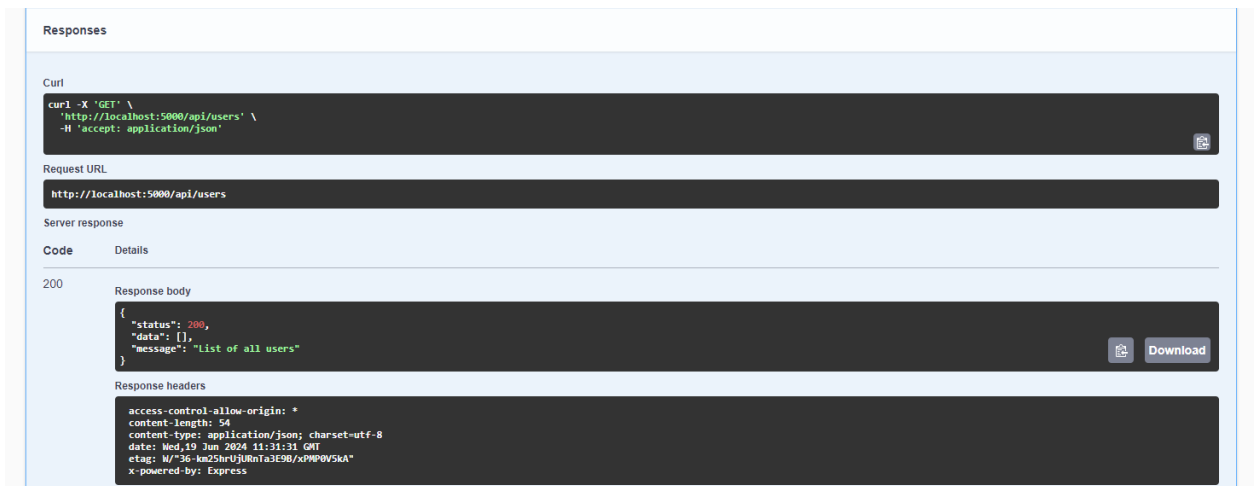 Responses
Curl
curl -X 'GET' \
'http://localhost:5000/api/users' \
-H 'accept: application/json'
Request URL
http://localhost:5000/api/users
Server response
Code Details
200
Response body
{
"status": 200,
"data": [],
"message": "List of all users"
}
Download
Response headers
access-control-allow-origin: *
content-length: 54
content-type: application/json; charset=utf-8
date: Wed,19 Jun 2024 11:31:31 GMT
etag: W/"36-km25hrUjURnTa3E9B/xPMP0V5kA"
x-powered-by: Express